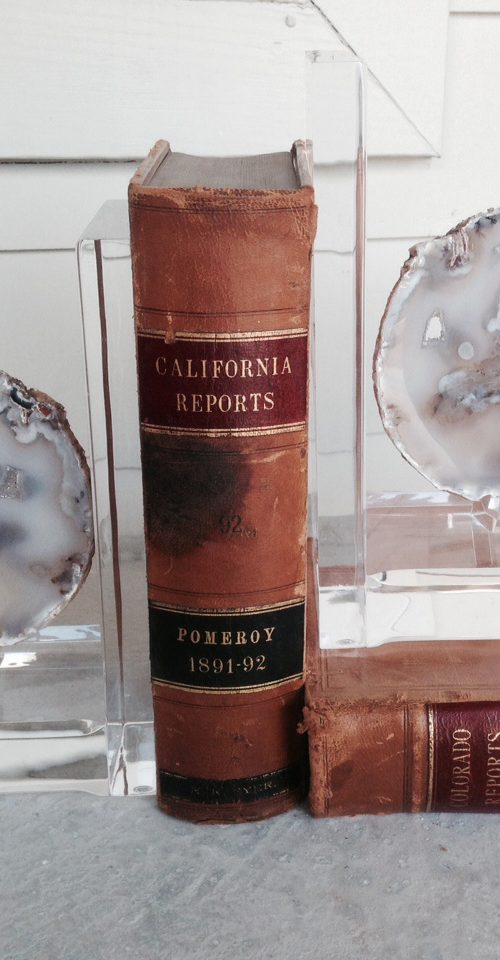 CALIFORNIA
REPORTS
92
POMEROY
1891-92
COLORADO
REPORTS